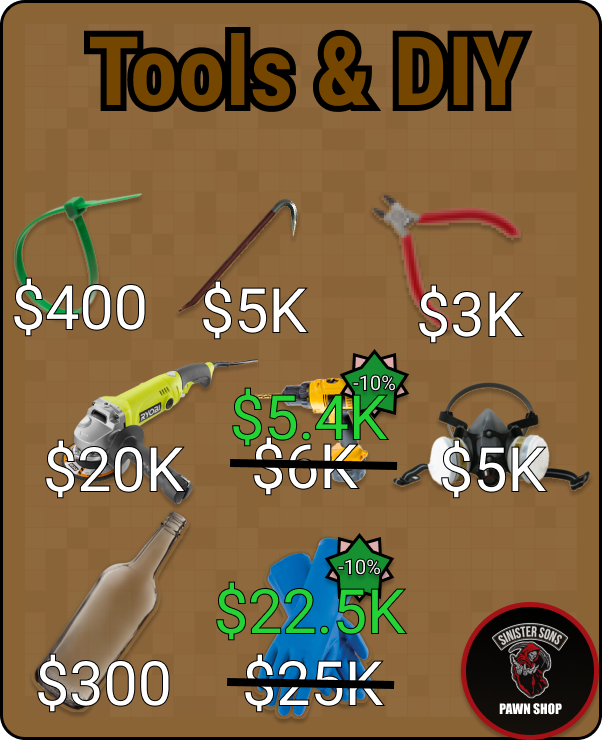 Tools & DIY
$400
$5K
$3K
RYOBI
$20K
-10%
$5.4K
$6K
$5K
$300
-10%
$22.5K
$25K
SINISTER SONS
PAWN SHOP